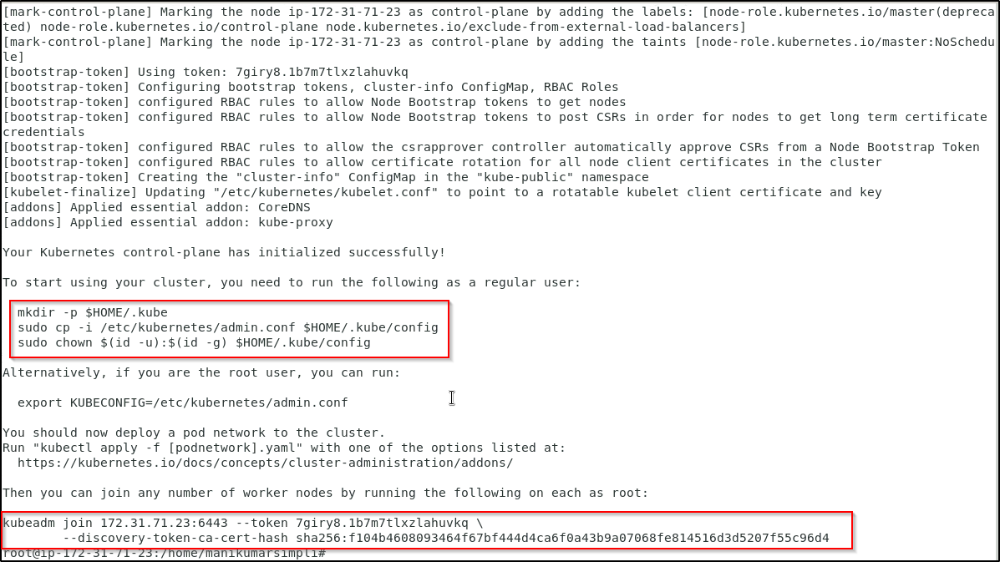 [mark-control-plane] Marking the node ip-172-31-71-23 as control-plane by adding the labels: [node-role.kubernetes.io/master(depreca
ted) node-role.kubernetes.io/control-plane node.kubernetes.io/exclude-from-external-load-balancers]
[mark-control-plane] Marking the node ip-172-31-71-23 as control-plane by adding the taints [node-role.kubernetes.io/master:NoSchedu
le]
[bootstrap-token] Using token: 7giry8.1b7m7tlxzlahuvkq
[bootstrap-token] Configuring bootstrap tokens, cluster-info ConfigMap, RBAC Roles
[bootstrap-token] configured RBAC rules to allow Node Bootstrap tokens to get nodes
[bootstrap-token] configured RBAC rules to allow Node Bootstrap tokens to post CSRs in order for nodes to get long term certificate
credentials
[bootstrap-token] configured RBAC rules to allow the csrapprover controller automatically approve CSRs from a Node Bootstrap Token
[bootstrap-token] configured RBAC rules to allow certificate rotation for all node client certificates in the cluster
[bootstrap-token] Creating the "cluster-info" ConfigMap in the "kube-public" namespace
[kubelet-finalize] Updating "/etc/kubernetes/kubelet.conf" to point to a rotatable kubelet client certificate and key
[addons] Applied essential addon: CoreDNS
[addons] Applied essential addon: kube-proxy
Your Kubernetes control-plane has initialized successfully!
To start using your cluster, you need to run the following as a regular user:
mkdir -p $HOME/.kube
sudo cp -i /etc/kubernetes/admin.conf $HOME/.kube/config
sudo chown $(id -u):$(id -g) $HOME/.kube/config
Alternatively, if you are the root user, you can run:
export KUBECONFIG=/etc/kubernetes/admin.conf
You should now deploy a pod network to the cluster.
Run "kubectl apply -f [podnetwork].yaml" with one of the options listed at:
https://kubernetes.io/docs/concepts/cluster-administration/addons/
Then you can join any number of worker nodes by running the following on each as root:
kubeadm join 172.31.71.23:6443 --token 7giry8.1b7m7tlxzlahuvkq \
--discovery-token-ca-cert-hash sha256:f104b4608093464f67bf444d4ca6f0a43b9a07068fe814516d3d5207f55c96d4
root@ip-172-31-71-23:/home/manikumarsimpli#